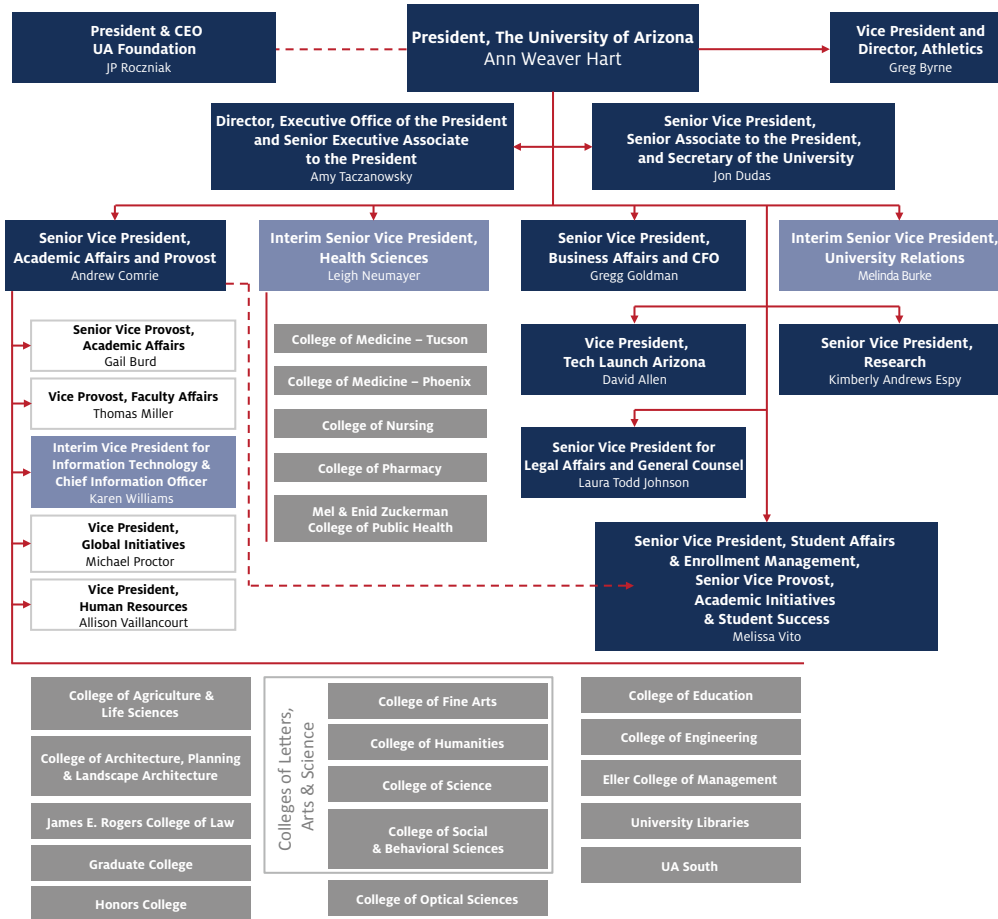 President & CEO
UA Foundation
JP Roczniak
President, The University of Arizona
Ann Weaver Hart
Vice President and
Director, Athletics
Greg Byrne
Director, Executive Office of the President
and Senior Executive Associate
to the President
Amy Taczanowsky
Senior Vice President,
Senior Associate to the President,
and Secretary of the University
Jon Dudas
Senior Vice President,
Academic Affairs and Provost
Andrew Comrie
Interim Senior Vice President,
Health Sciences
Leigh Neumayer
Senior Vice President,
Business Affairs and CFO
Gregg Goldman
Interim Senior Vice President,
University Relations
Melinda Burke
Senior Vice Provost,
Academic Affairs
Gail Burd
Vice Provost, Faculty Affairs
Thomas Miller
Interim Vice President for
Information Technology &
Chief Information Officer
Karen Williams
Vice President,
Global Initiatives
Michael Proctor
Vice President,
Human Resources
Allison Vaillancourt
College of Medicine – Tucson
College of Medicine – Phoenix
College of Nursing
College of Pharmacy
Mel & Enid Zuckerman
College of Public Health
Vice President,
Tech Launch Arizona
David Allen
Senior Vice President,
Research
Kimberly Andrews Espy
Senior Vice President for
Legal Affairs and General Counsel
Laura Todd Johnson
Senior Vice President, Student Affairs
& Enrollment Management,
Senior Vice Provost,
Academic Initiatives
& Student Success
Melissa Vito
College of Agriculture &
Life Sciences
College of Architecture, Planning
& Landscape Architecture
James E. Rogers College of Law
Graduate College
Honors College
Colleges of Letters,
Arts & Science
College of Fine Arts
College of Humanities
College of Science
College of Social
& Behavioral Sciences
College of Optical Sciences
College of Education
College of Engineering
Eller College of Management
University Libraries
UA South